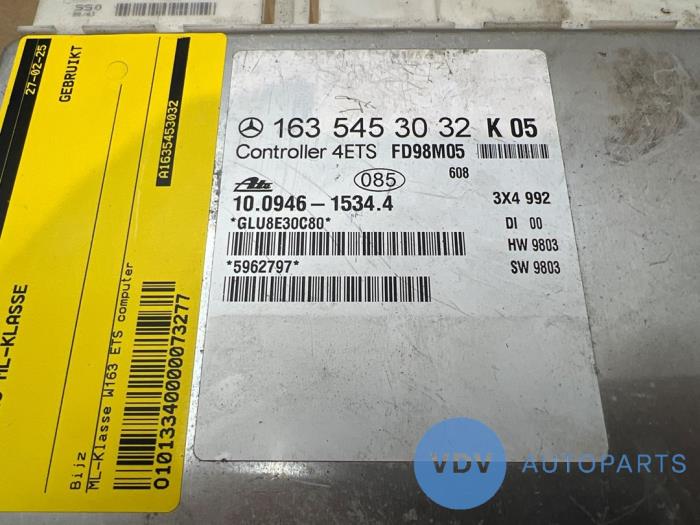 163 545 30 32 K 05
Controller 4ETS FD98M05
608
Ate
085
10.0946-1534.4
3X4 992
*GLU8E30C80*
DI 00
HW 9803
*5962797*
SW 9803
27-02-25
GEBRUIKT
A1635453032
ML-KLASSE
Bijz
ML-Klasse W163 ETS computer
010133400000073277
VDV AUTOPARTS